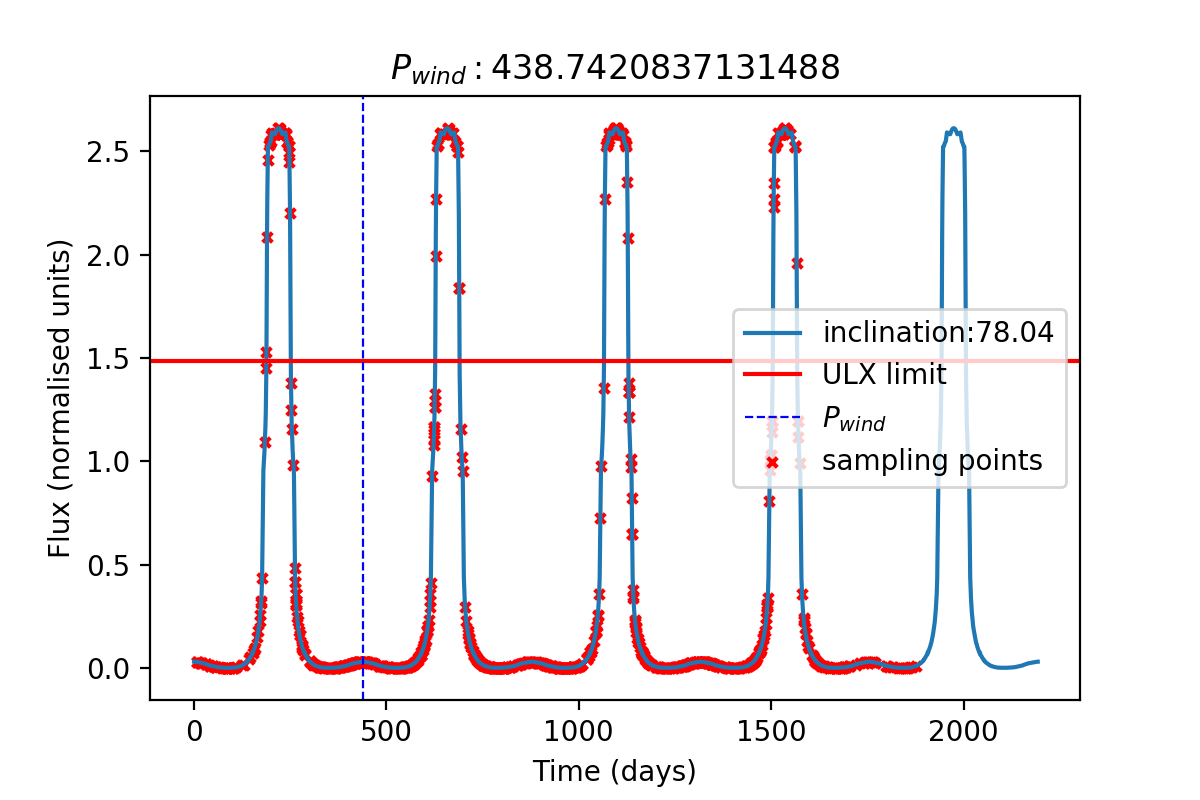 P_wind : 438.7420837131488
Flux (normalised units)
2.5
2.0
1.5
1.0
0.5
0.0
inclination:78.04
ULX limit
P_wind
sampling points
0 500 1000 1500 2000
Time (days)